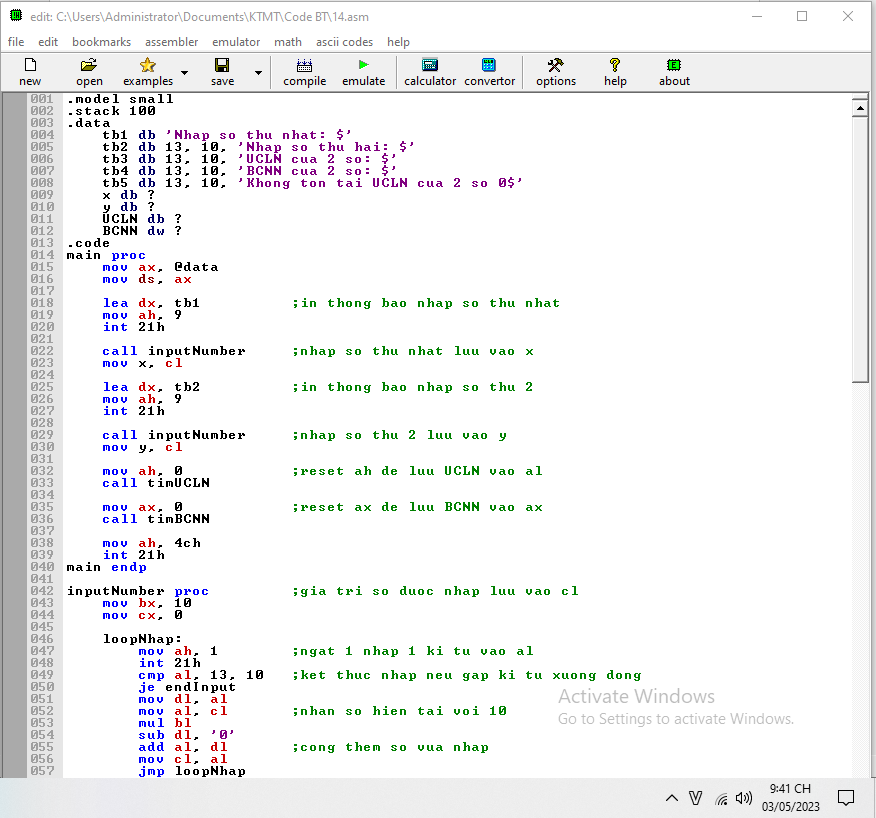 edit: C:\Users\Administrator\Documents\KTMT\Code BT\14.asm
file edit bookmarks assembler emulator math ascii codes help
new open examples save compile emulate calculator convertor options help about
001 .model small
002 .stack 100
003 .data
004 tb1 db 'Nhap so thu nhat: $'
005 tb2 db 13, 10, 'Nhap so thu hai: $'
006 tb3 db 13, 10, 'UCLN cua 2 so: $'
007 tb4 db 13, 10, 'BCNN cua 2 so: $'
008 tb5 db 13, 10, 'Khong ton tai UCLN cua 2 so 0$'
009 x db ?
010 y db ?
011 UCLN db ?
012 BCNN dw ?
013 .code
014 main proc
015 mov ax, @data
016 mov ds, ax
017
018 lea dx, tb1 ;in thong bao nhap so thu nhat
019 mov ah, 9
020 int 21h
021
022 call inputNumber ;nhap so thu nhat luu vao x
023 mov x, cl
024
025 lea dx, tb2 ;in thong bao nhap so thu 2
026 mov ah, 9
027 int 21h
028
029 call inputNumber ;nhap so thu 2 luu vao y
030 mov y, cl
031
032 mov ah, 0 ;reset ah de luu UCLN vao al
033 call timUCLN
034
035 mov ax, 0 ;reset ax de luu BCNN vao ax
036 call timBCNN
037
038 mov ah, 4ch
039 int 21h
040 main endp
041
042 inputNumber proc ;gia tri so duoc nhap luu vao cl
043 mov bx, 10
044 mov cx, 0
045
046 loopNhap:
047 mov ah, 1 ;ngat 1 nhap 1 ki tu vao al
048 int 21h
049 cmp al, 13, 10 ;ket thuc nhap neu gap ki tu xuong dong
050 je endInput
051 mov dl, al
052 mov al, cl ;nhan so hien tai voi 10
053 mul bl
054 sub dl, '0'
055 add al, dl ;cong them so vua nhap
056 mov cl, al
057 jmp loopNhap
Activate Windows
Go to Settings to activate Windows.
9:41 CH
03/05/2023